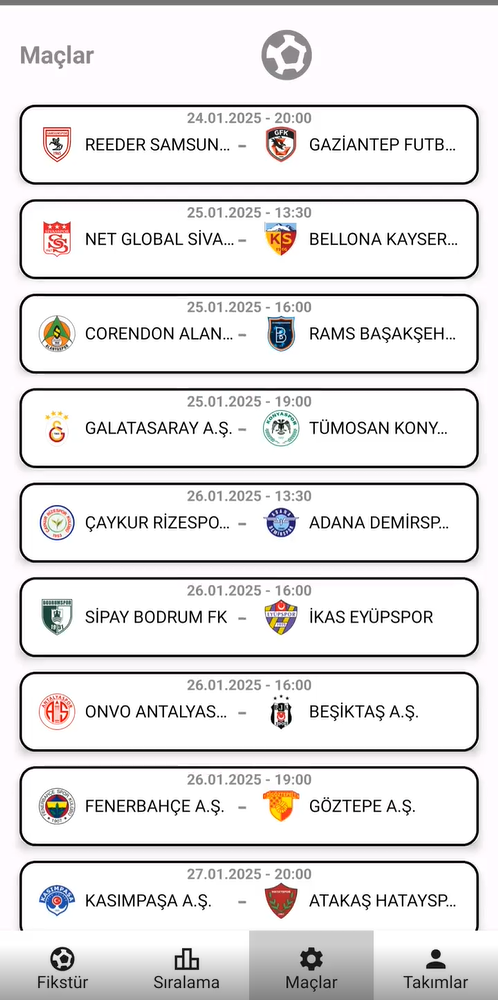 Maçlar
24.01.2025 - 20:00
REEDER SAMSUN... - GAZİANTEP FUTB...
25.01.2025 - 13:30
NET GLOBAL SİVA... - BELLONA KAYSER...
25.01.2025 - 16:00
CORENDON ALAN... - RAMS BAŞAKŞEH...
25.01.2025 - 19:00
GALATASARAY A.Ş. - TÜMOSAN KONY...
26.01.2025 - 13:30
ÇAYKUR RİZESPO... - ADANA DEMİRSP...
26.01.2025 - 16:00
SİPAY BODRUM FK - İKAS EYÜPSPOR
26.01.2025 - 16:00
ONVO ANTALYAS... - BEŞİKTAŞ A.Ş.
26.01.2025 - 19:00
FENERBAHÇE A.Ş. - GÖZTEPE A.Ş.
27.01.2025 - 20:00
KASIMPAŞA A.Ş. - ATAKAŞ HATAYSP...
Fikstür Sıralama Maçlar Takımlar